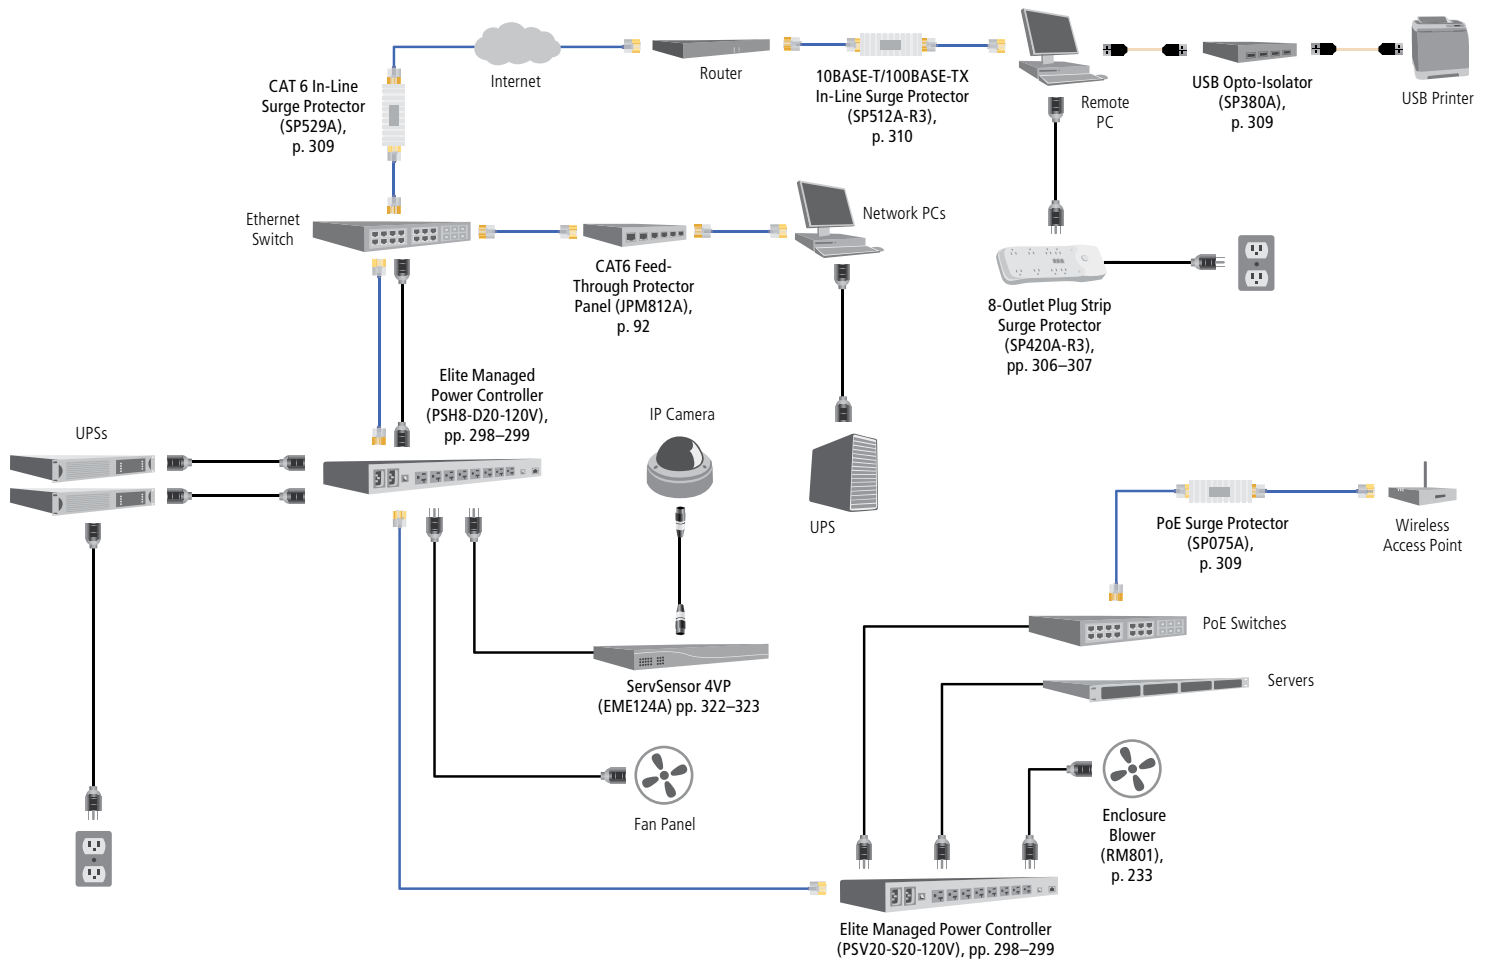 Internet
Router
CAT 6 In-Line
Surge Protector
(SP529A),
p. 309
10BASE-T/100BASE-TX
In-Line Surge Protector
(SP512A-R3),
p. 310
Remote
PC
USB Opto-Isolator
(SP380A),
p. 309
USB Printer
Ethernet
Switch
Network PCs
CAT6 Feed-
Through Protector
Panel (JPM812A),
p. 92
8-Outlet Plug Strip
Surge Protector
(SP420A-R3),
pp. 306–307
Elite Managed
Power Controller
(PSH8-D20-120V),
pp. 298–299
IP Camera
UPSs
UPS
PoE Surge Protector
(SP075A),
p. 309
Wireless
Access Point
PoE Switches
ServSensor 4VP
(EME124A) pp. 322–323
Servers
Fan Panel
Enclosure
Blower
(RM801),
p. 233
Elite Managed Power Controller
(PSV20-S20-120V), pp. 298–299